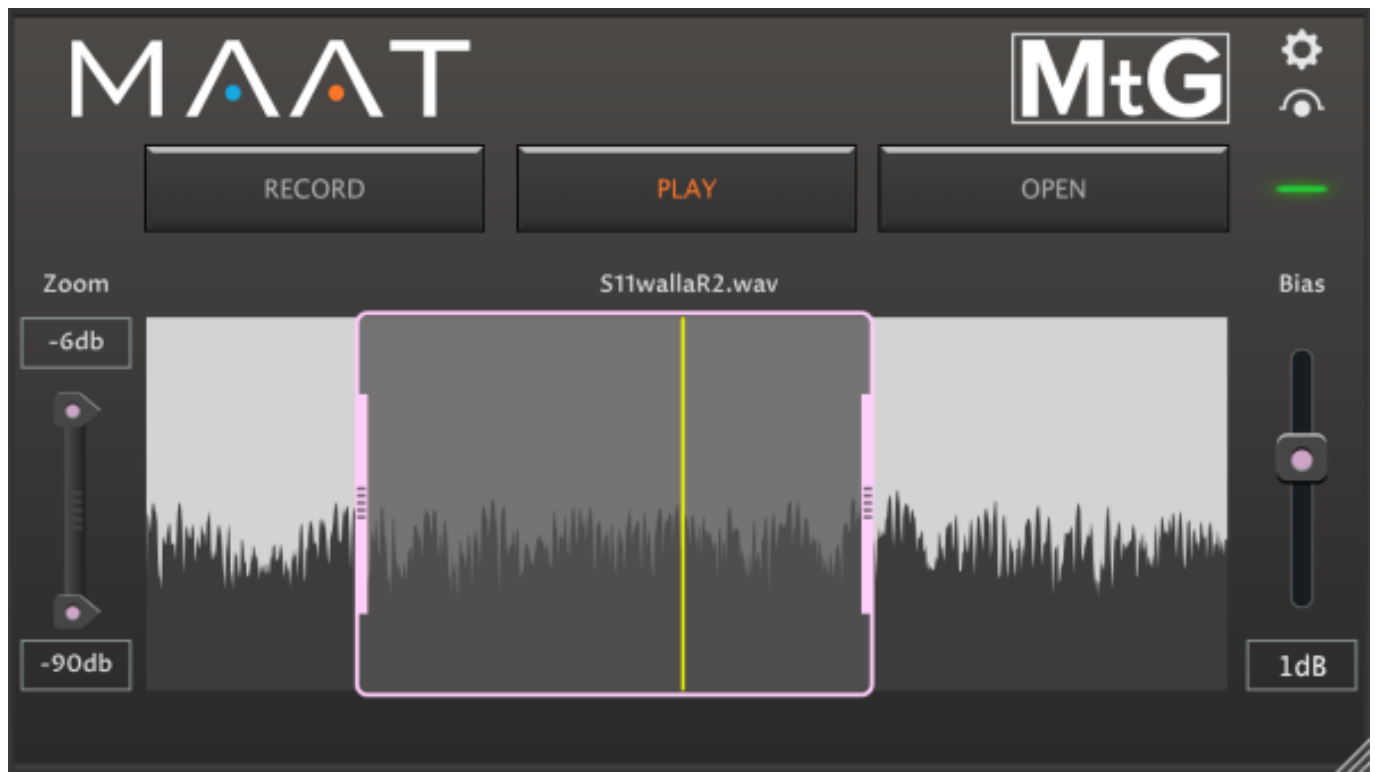 MAAT
MtG
RECORD
PLAY
OPEN
Zoom
S11wallaR2.wav
Bias
-6db
-90db
1dB